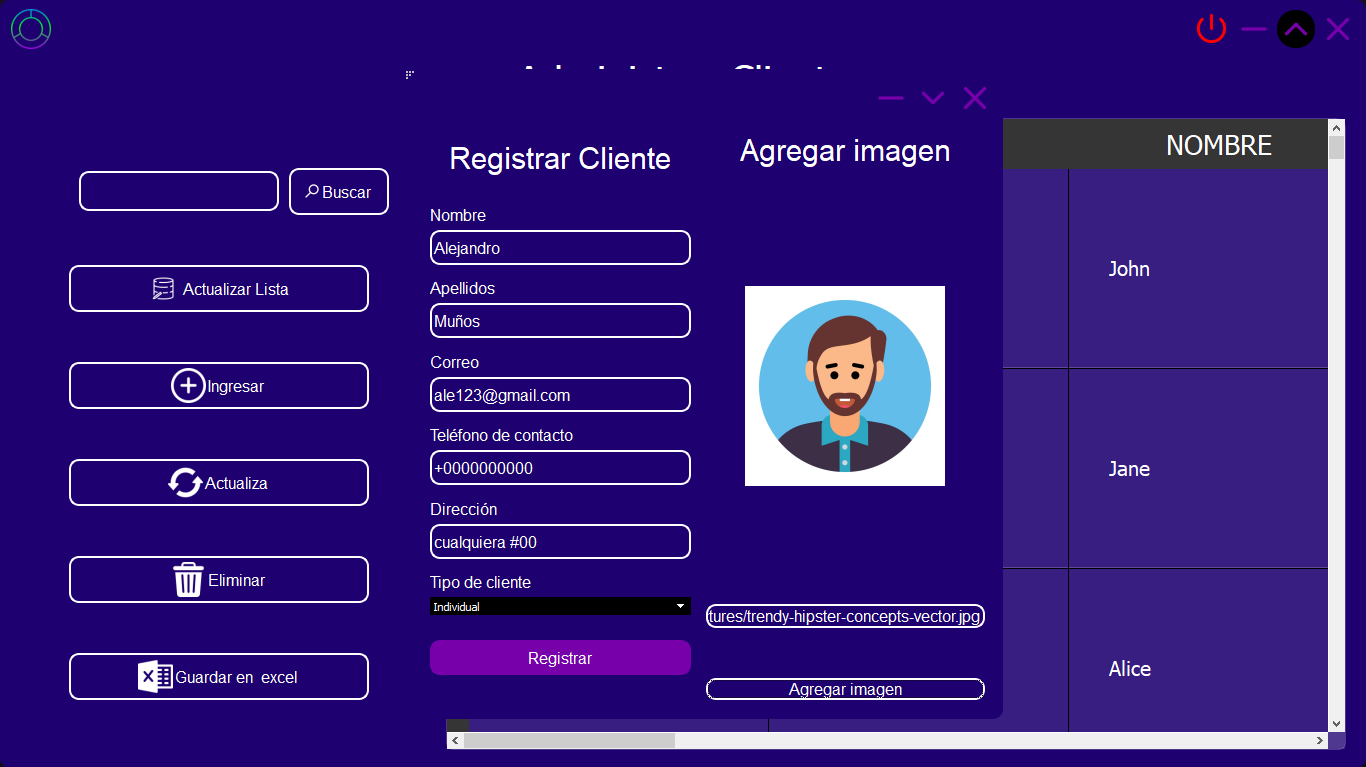 Registrar Cliente
Agregar imagen
NOMBRE
Buscar
Nombre
Alejandro
Actualizar Lista
Apellidos
Muños
Ingresar
Correo
ale123@gmail.com
Teléfono de contacto
+0000000000
Actualiza
Dirección
cualquiera #00
Eliminar
Tipo de cliente
Individual
tures/trendy-hipster-concepts-vector.jpg
Registrar
Guardar en excel
Agregar imagen
John
Jane
Alice